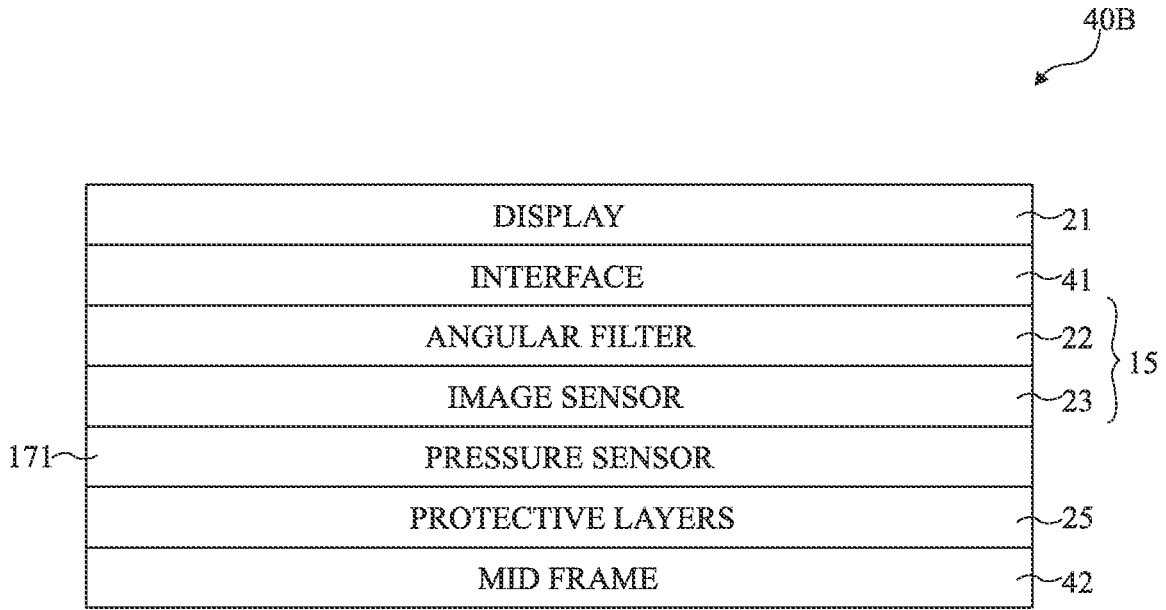 40B
DISPLAY 21
INTERFACE 41
ANGULAR FILTER 22
15
IMAGE SENSOR 23
171 PRESSURE SENSOR
PROTECTIVE LAYERS 25
MID FRAME 42